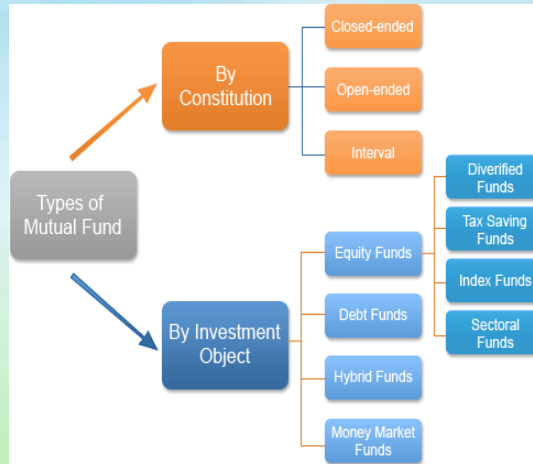 Types of
Mutual Fund
By
Constitution
Closed-ended
Open-ended
Interval
By Investment
Object
Equity Funds
Debt Funds
Hybrid Funds
Money Market
Funds
Diverified
Funds
Tax Saving
Funds
Index Funds
Sectoral
Funds